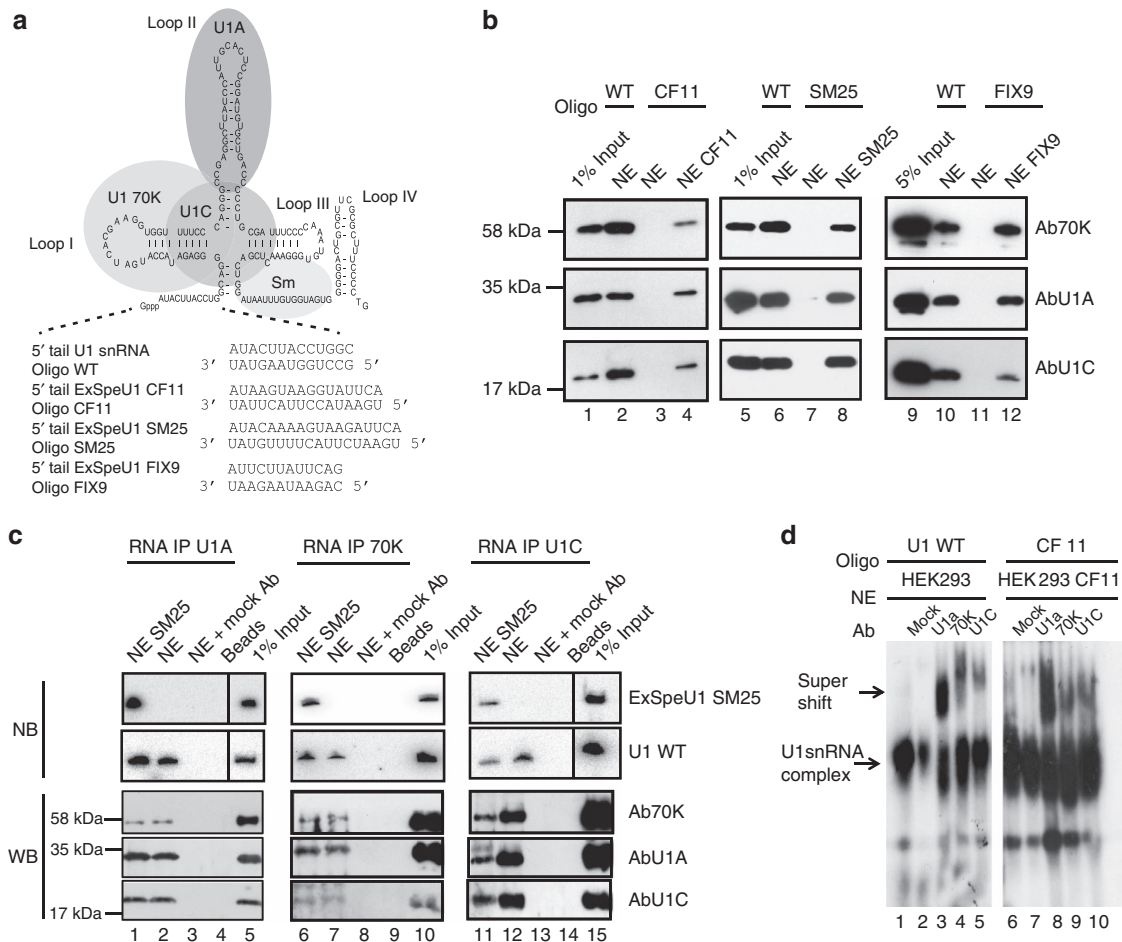 a
Loop II
U1A
U1 70K
U1C
Loop III
Loop IV
Loop I
Sm
Gppp
AUACUUACCUG
AUAAUUUGUGGUAGUG
5′ tail U1 snRNA AUACUUACCUGGC
Oligo WT 3′ UAUGAAUGGUCCG 5′
5′ tail ExSpeU1 CF11 AUAAGUAAGGUAUUCA
Oligo CF11 3′ UAUUCAUUCCAUAAGU 5′
5′ tail ExSpeU1 SM25 AUACAAAAGUAAGAUUCA
Oligo SM25 3′ UAUGUUUUCAUUCUAAGU 5′
5′ tail ExSpeU1 FIX9 AUUCUUAUUCAG
Oligo FIX9 3′ UAAGAAUAAGAC 5′
b
Oligo WT CF11 WT SM25 WT FIX9
1% Input NE NE NE CF11 1% Input NE NE NE SM25 5% Input NE NE NE FIX9
58 kDa Ab70K
35 kDa AbU1A
17 kDa AbU1C
1 2 3 4 5 6 7 8 9 10 11 12
c
RNA IP U1A RNA IP 70K RNA IP U1C
NE SM25 NE NE + mock Ab Beads 1% Input NE SM25 NE NE + mock Ab Beads 1% Input NE SM25 NE NE + mock Ab Beads 1% Input
NB
ExSpeU1 SM25
U1 WT
WB
58 kDa Ab70K
35 kDa AbU1A
17 kDa AbU1C
1 2 3 4 5 6 7 8 9 10 11 12 13 14 15
d
Oligo U1 WT CF 11
NE HEK293 HEK 293 CF11
Ab Mock U1a 70K U1C Mock U1a 70K U1C
Super
shift
U1snRNA
complex
1 2 3 4 5 6 7 8 9 10